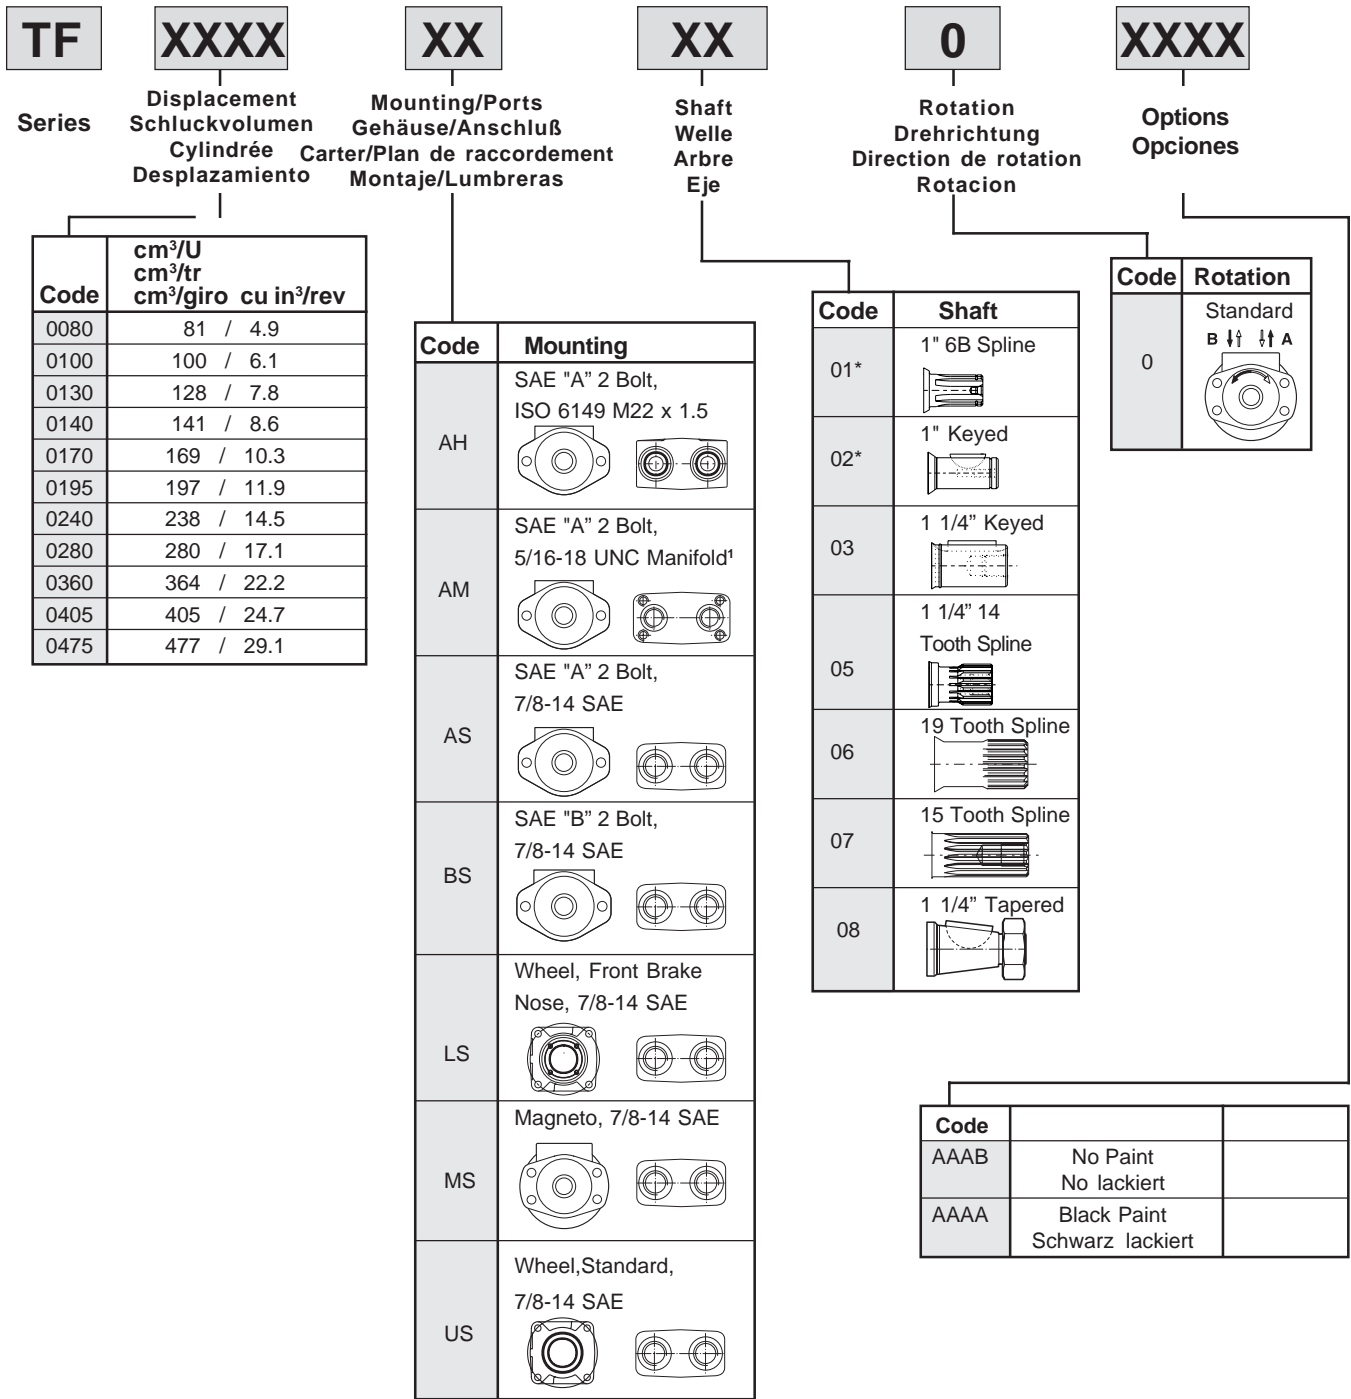 TF XXXX XX XX 0 XXXX
Series
Displacement
Schluckvolumen
Cylindrée
Desplazamiento
Mounting/Ports
Gehäuse/Anschluß
Carter/Plan de raccordement
Montaje/Lumbreras
Shaft
Welle
Arbre
Eje
Rotation
Drehrichtung
Direction de rotation
Rotacion
Options
Opciones
cm³/U
cm³/tr
Code cm³/giro cu in³/rev
0080 81 / 4.9
0100 100 / 6.1
0130 128 / 7.8
0140 141 / 8.6
0170 169 / 10.3
0195 197 / 11.9
0240 238 / 14.5
0280 280 / 17.1
0360 364 / 22.2
0405 405 / 24.7
0475 477 / 29.1
Code Mounting
SAE "A” 2 Bolt,
ISO 6149 M22 x 1.5
AH
SAE "A” 2 Bolt,
5/16-18 UNC Manifold¹
AM
SAE "A” 2 Bolt,
7/8-14 SAE
AS
SAE "B” 2 Bolt,
7/8-14 SAE
BS
Wheel, Front Brake
Nose, 7/8-14 SAE
LS
Magneto, 7/8-14 SAE
MS
Wheel,Standard,
7/8-14 SAE
US
Code Shaft
1" 6B Spline
01*
1" Keyed
02*
1 1/4” Keyed
03
1 1/4” 14
Tooth Spline
05
19 Tooth Spline
06
15 Tooth Spline
07
1 1/4” Tapered
08
Code Rotation
Standard
B A
0
Code
AAAB No Paint
No lackiert
AAAA Black Paint
Schwarz lackiert